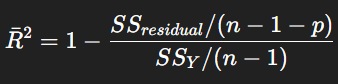 R̄² = 1 − SS_residual/(n − 1 − p) / SS_Y/(n − 1)